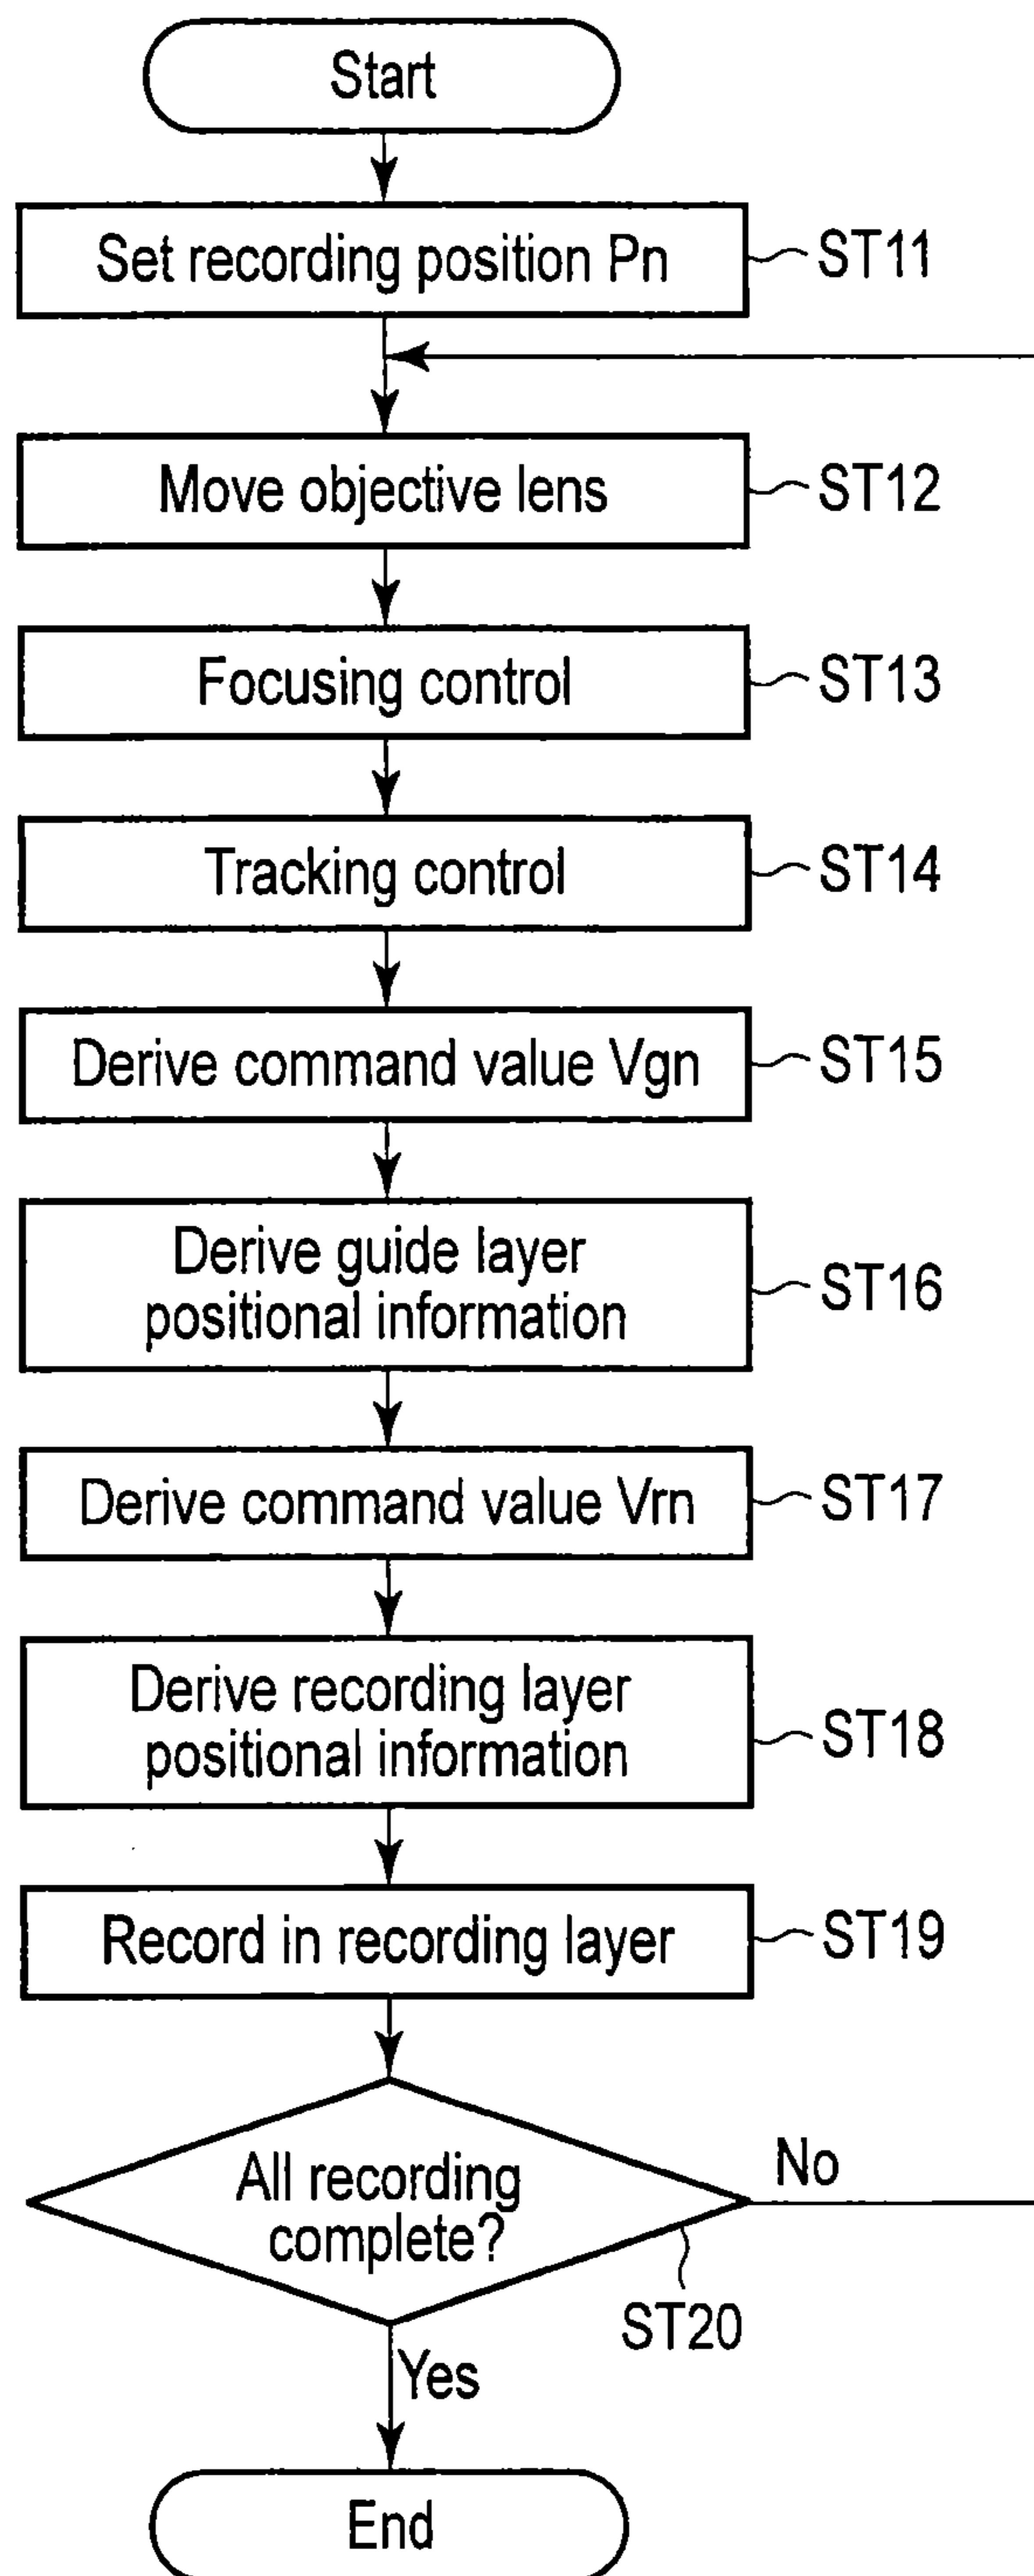 Start
Set recording position Pn
ST11
Move objective lens
ST12
Focusing control
ST13
Tracking control
ST14
Derive command value Vgn
ST15
Derive guide layer
positional information
ST16
Derive command value Vrn
ST17
Derive recording layer
positional information
ST18
Record in recording layer
ST19
All recording
complete?
No
ST20
Yes
End